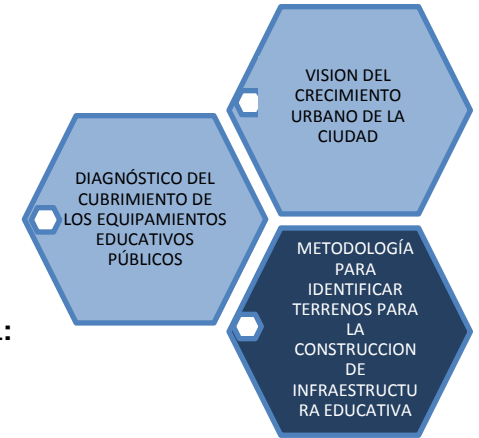 VISION DEL
CRECIMIENTO
URBANO DE LA
CIUDAD
DIAGNÓSTICO DEL
CUBRIMIENTO DE
LOS EQUIPAMIENTOS
EDUCATIVOS
PÚBLICOS
METODOLOGÍA
PARA
IDENTIFICAR
TERRENOS PARA
LA
CONSTRUCCION
DE
INFRAESTRUCTU
RA EDUCATIVA